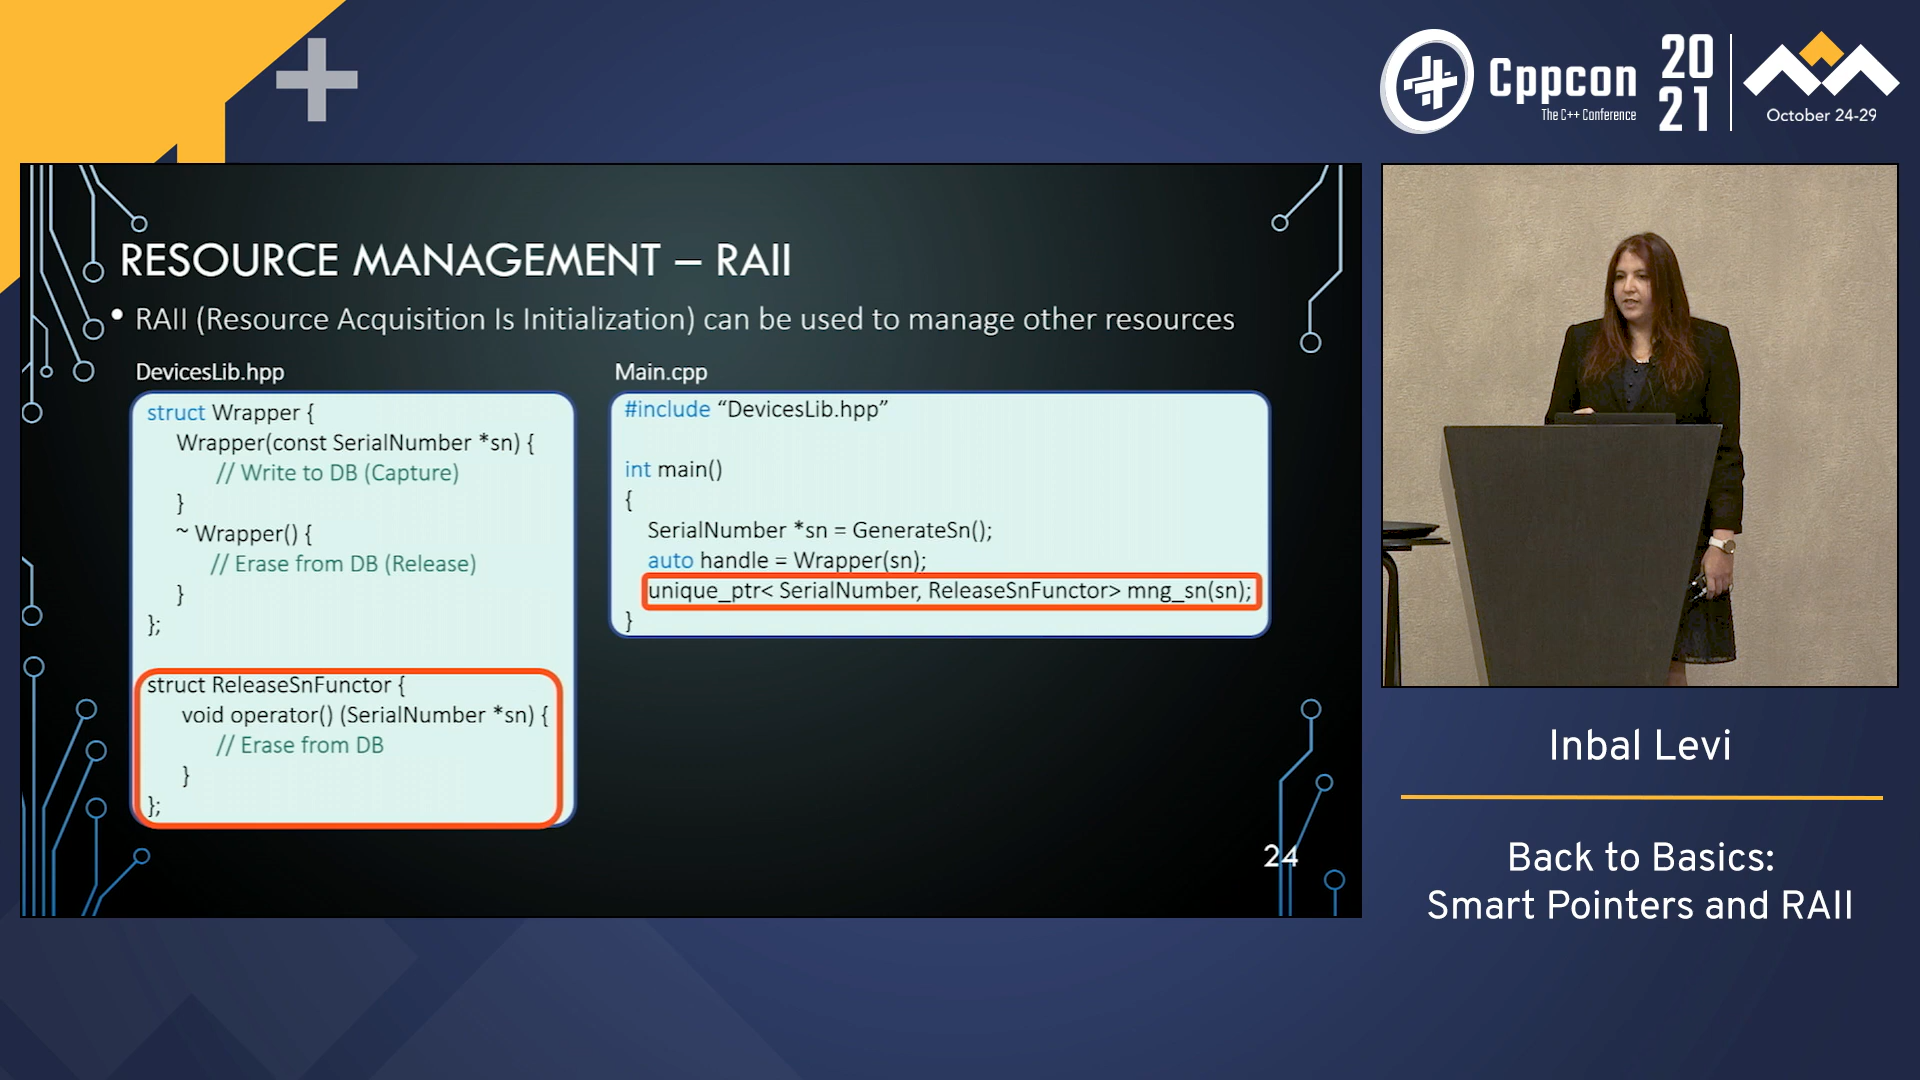 Cppcon
The C++ Conference
20
21
October 24-29
RESOURCE MANAGEMENT – RAII
• RAII (Resource Acquisition Is Initialization) can be used to manage other resources
DevicesLib.hpp
struct Wrapper {
Wrapper(const SerialNumber *sn) {
// Write to DB (Capture)
}
~ Wrapper() {
// Erase from DB (Release)
}
};
struct ReleaseSnFunctor {
void operator() (SerialNumber *sn) {
// Erase from DB
}
};
Main.cpp
#include “DevicesLib.hpp”
int main()
{
SerialNumber *sn = GenerateSn();
auto handle = Wrapper(sn);
unique_ptr< SerialNumber, ReleaseSnFunctor> mng_sn(sn);
}
24
Inbal Levi
Back to Basics:
Smart Pointers and RAII